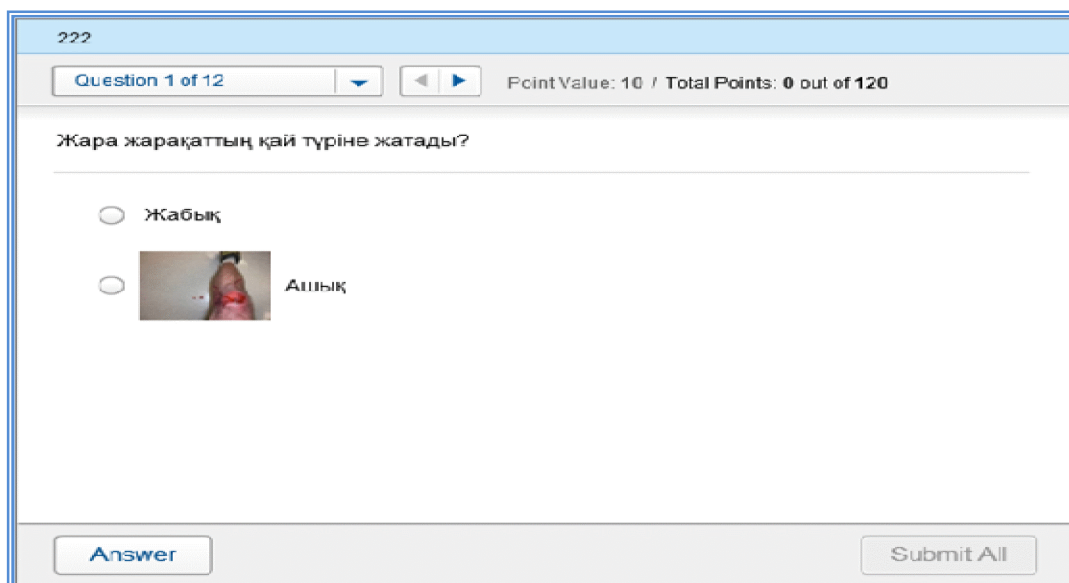 222
Question 1 of 12
Point Value: 10 / Total Points: 0 out of 120
Жара жарақаттың қай түріне жатады?
Жабық
Ашық
Answer
Submit All